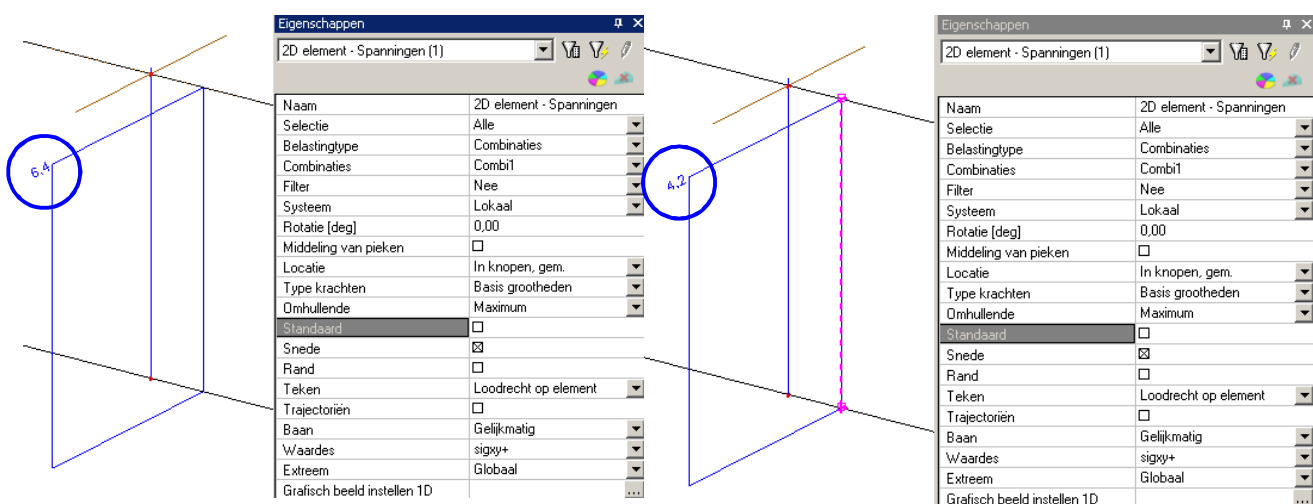 Eigenschappen
2D element - Spanningen (1)
Naam 2D element - Spanningen
Selectie Alle
Belastingtype Combinaties
Combinaties Combi1
Filter Nee
Systeem Lokaal
Rotatie [deg] 0,00
Middeling van pieken
Locatie In knopen, gem.
Type krachten Basis grootheden
Omhullende Maximum
Standaard
Snede
Rand
Teken Loodrecht op element
Trajectoriën
Baan Gelijkmatig
Waardes sigxy+
Extreem Globaal
Grafisch beeld instellen 1D ...
6,4
Eigenschappen
2D element - Spanningen (1)
Naam 2D element - Spanningen
Selectie Alle
Belastingtype Combinaties
Combinaties Combi1
Filter Nee
Systeem Lokaal
Rotatie [deg] 0,00
Middeling van pieken
Locatie In knopen, gem.
Type krachten Basis grootheden
Omhullende Maximum
Standaard
Snede
Rand
Teken Loodrecht op element
Trajectoriën
Baan Gelijkmatig
Waardes sigxy+
Extreem Globaal
Grafisch beeld instellen 1D ...
4,2